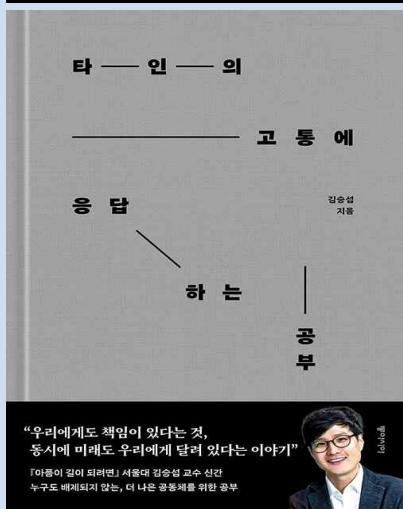 타 인 의
고 통 에
응 답
김승섭
지음
하 는
공
부
“우리에게도 책임이 있다는 것,
동시에 미래도 우리에게 달려 있다는 이야기”
『아픔이 길이 되려면』 서울대 김승섭 교수 신간
누구도 배제되지 않는, 더 나은 공동체를 위한 공부
동아시아